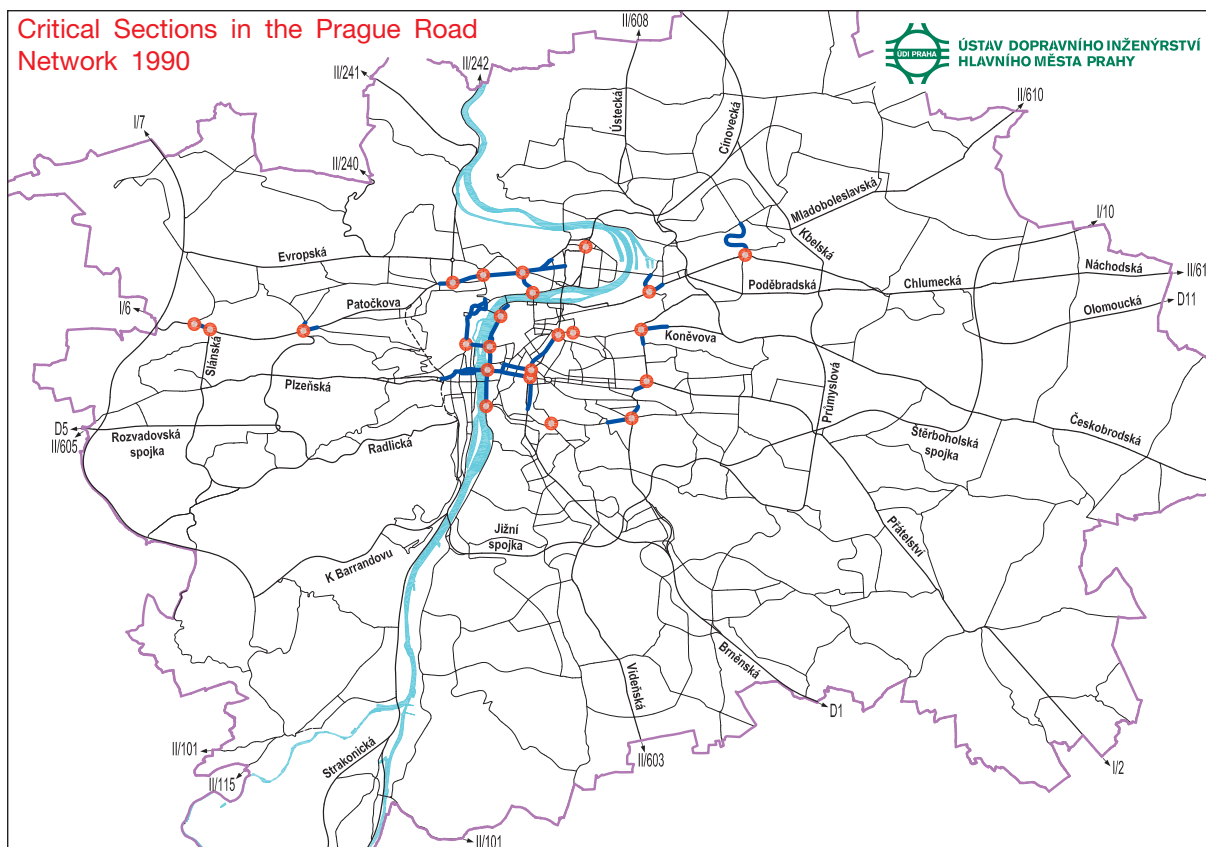 Critical Sections in the Prague Road
Network 1990
ÚDI PRAHA
ÚSTAV DOPRAVNÍHO INŽENÝRSTVÍ
HLAVNÍHO MĚSTA PRAHY
II/608
II/242
II/241
II/610
I/7
II/240
Ústecká
Cínovecká
Mladoboleslavská
Kbelská
I/10
Evropská
Náchodská
II/61
Poděbradská
Chlumecká
D11
Olomoucká
I/6
Patočkova
Slánská
Koněvova
Plzeňská
Průmyslová
D5
II/605
Rozvadovská
spojka
Radlická
Štěrboholská
spojka
Českobrodská
Jižní
spojka
K Barrandovu
Přátelství
Brněnská
Vídeňská
D1
II/101
II/115
Strakonická
II/603
I/2
II/101